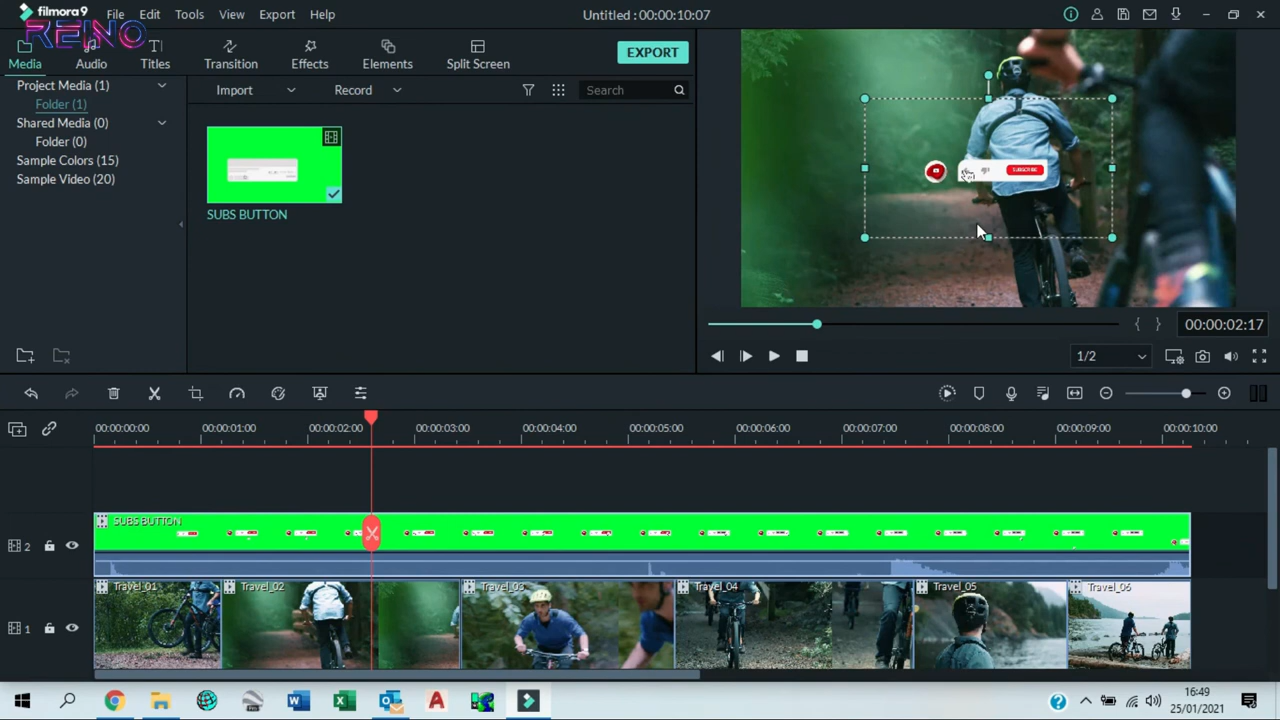 filmora9 File Edit Tools View Export Help Untitled : 00:00:10:07
REINO
Media Audio Titles Transition Effects Elements Split Screen EXPORT
Project Media (1)
Folder (1)
Shared Media (0)
Folder (0)
Sample Colors (15)
Sample Video (20)
Import Record Search
SUBS BUTTON
SUBSCRIBE
00:00:02:17
1/2
00:00:00:00 00:00:01:00 00:00:02:00 00:00:03:00 00:00:04:00 00:00:05:00 00:00:06:00 00:00:07:00 00:00:08:00 00:00:09:00 00:00:10:00
SUBS BUTTON
2
Travel_01 Travel_02 Travel_03 Travel_04 Travel_05 Travel_06
1
16:49
25/01/2021